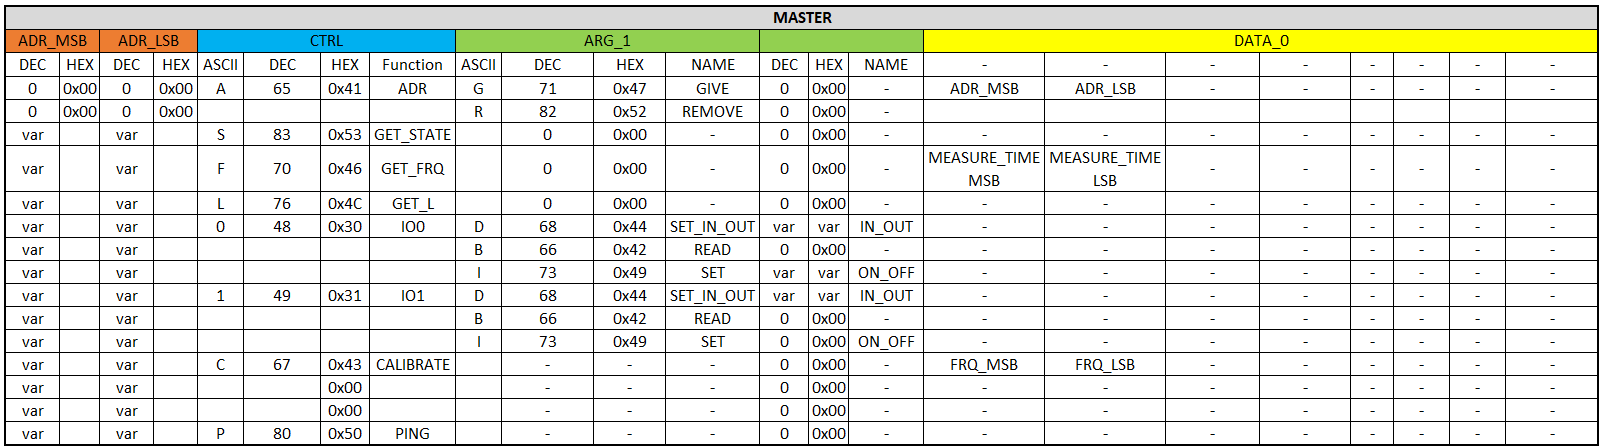 MASTER
ADR_MSB ADR_LSB CTRL ARG_1 DATA_0
DEC HEX DEC HEX ASCII DEC HEX Function ASCII DEC HEX NAME DEC HEX NAME - - - - - - - -
0 0x00 0 0x00 A 65 0x41 ADR G 71 0x47 GIVE 0 0x00 - ADR_MSB ADR_LSB - - - - - -
0 0x00 0 0x00 R 82 0x52 REMOVE 0 0x00 -
var var S 83 0x53 GET_STATE 0 0x00 - 0 0x00 - - - - - - - - -
var var F 70 0x46 GET_FRQ 0 0x00 - 0 0x00 - MEASURE_TIME MSB MEASURE_TIME LSB - - - - - -
var var L 76 0x4C GET_L 0 0x00 - 0 0x00 - - - - - - - - -
var var 0 48 0x30 IO0 D 68 0x44 SET_IN_OUT var var IN_OUT - - - - - - - -
var var B 66 0x42 READ 0 0x00 - - - - - - - - -
var var I 73 0x49 SET var var ON_OFF - - - - - - - -
var var 1 49 0x31 IO1 D 68 0x44 SET_IN_OUT var var IN_OUT - - - - - - - -
var var B 66 0x42 READ 0 0x00 - - - - - - - - -
var var I 73 0x49 SET 0 0x00 ON_OFF - - - - - - - -
var var C 67 0x43 CALIBRATE - - - 0 0x00 - FRQ_MSB FRQ_LSB - - - - - -
var var 0x00 - - - 0 0x00 - - - - - - - - -
var var 0x00 - - - 0 0x00 - - - - - - - - -
var var P 80 0x50 PING - - - 0 0x00 - - - - - - - - -